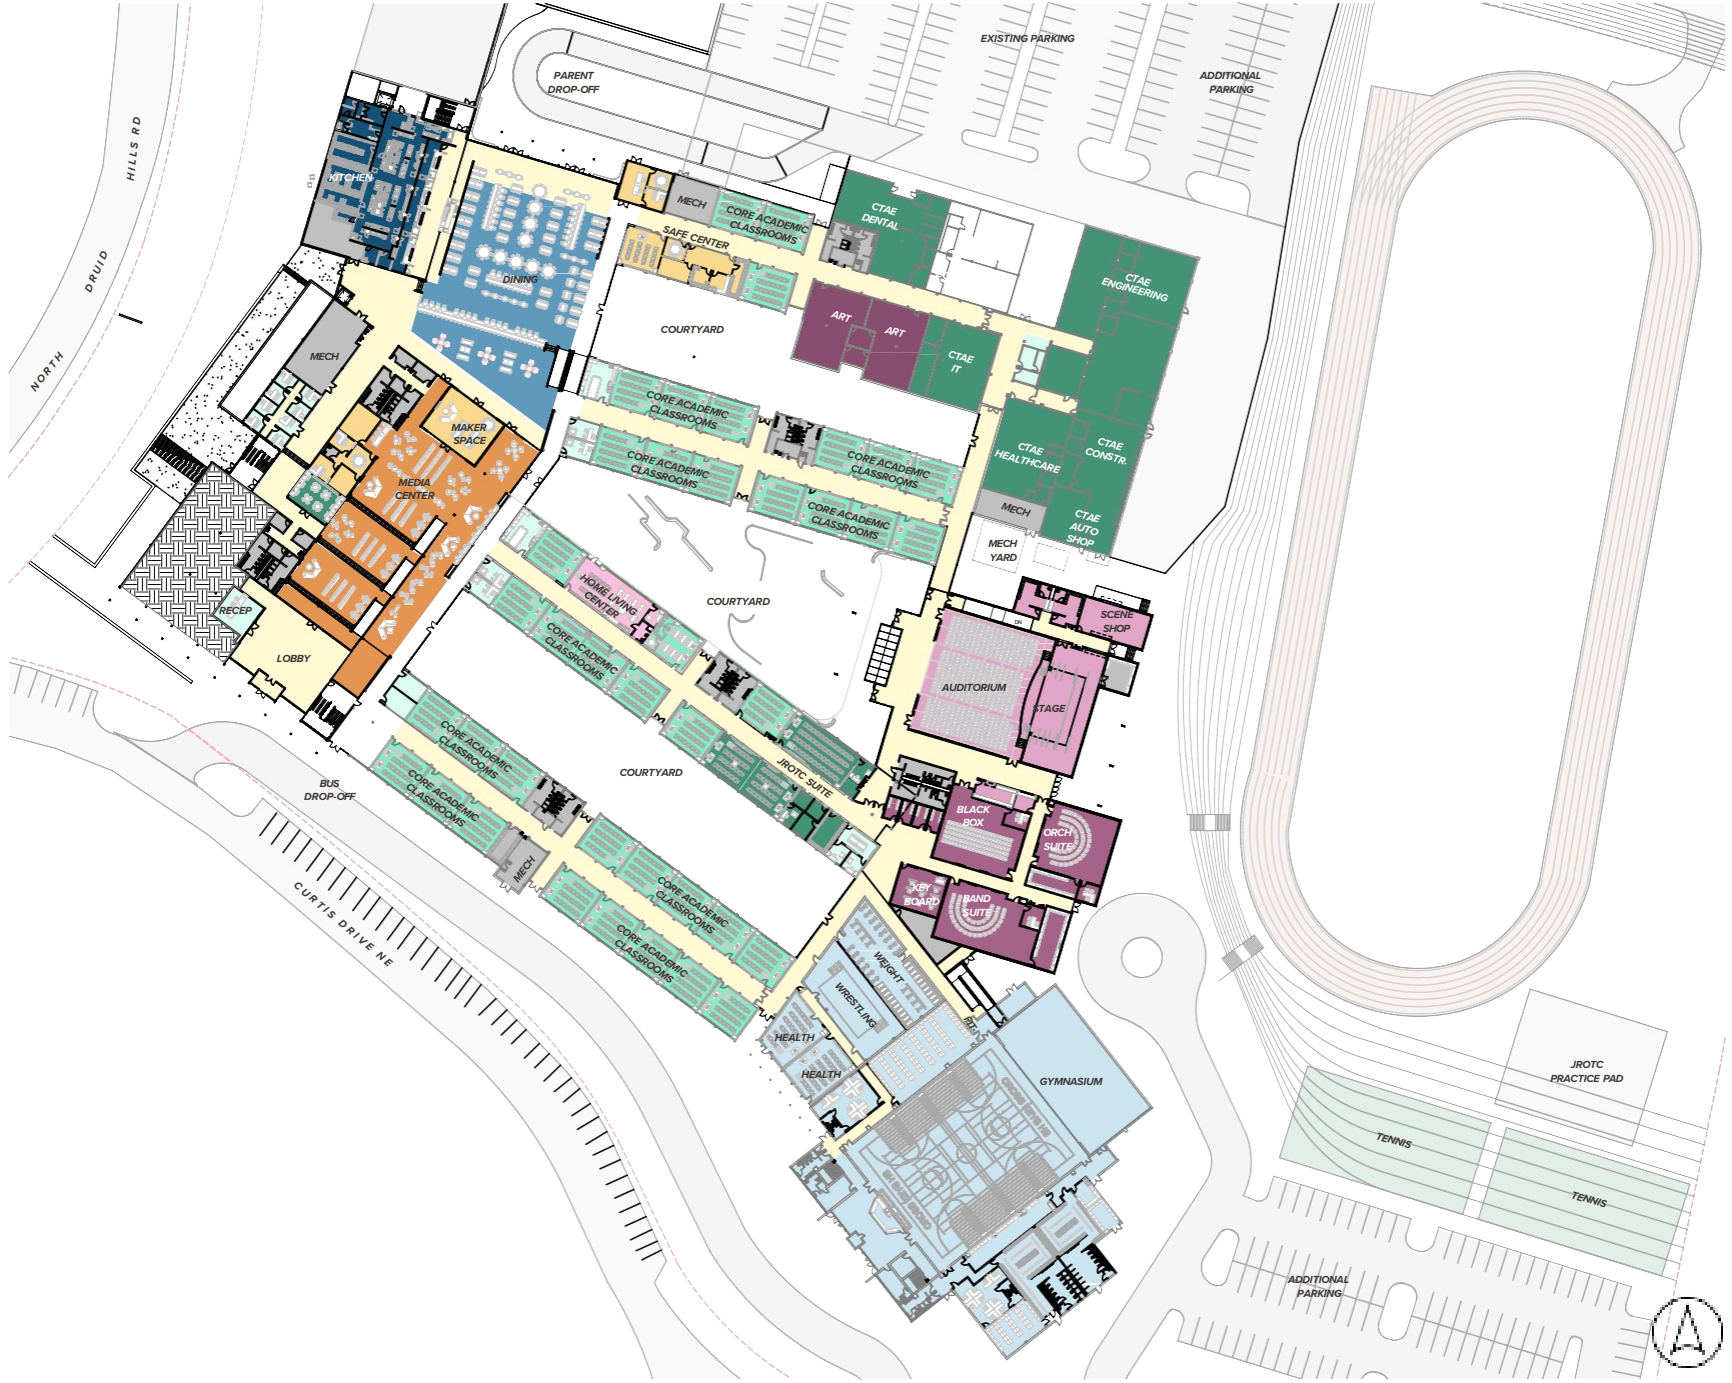 EXISTING PARKING
PARENT
DROP-OFF
ADDITIONAL
PARKING
NORTH DRUID HILLS RD
KITCHEN
MECH
CORE ACADEMIC
CLASSROOMS
CTAE
DENTAL
SAFE CENTER
DINING
CTAE
ENGINEERING
COURTYARD
ART
ART
CTAE
IT
MECH
CORE ACADEMIC
CLASSROOMS
MAKER
SPACE
CORE ACADEMIC
CLASSROOMS
CORE ACADEMIC
CLASSROOMS
CTAE
HEALTHCARE
CTAE
CONSTR.
MEDIA
CENTER
CORE ACADEMIC
CLASSROOMS
MECH
CTAE
AUTO
SHOP
MECH
YARD
HOME LIVING
CENTER
COURTYARD
RECEP
SCENE
SHOP
DN
CORE ACADEMIC
CLASSROOMS
LOBBY
AUDITORIUM
STAGE
CORE ACADEMIC
CLASSROOMS
COURTYARD
JROTC SUITE
BUS
DROP-OFF
CORE ACADEMIC
CLASSROOMS
BLACK
BOX
ORCH
SUITE
MECH
KEY
BOARD
BAND
SUITE
CORE ACADEMIC
CLASSROOMS
CURTIS DRIVE NE
CORE ACADEMIC
CLASSROOMS
WEIGHT
WRESTLING
HEALTH
HEALTH
GYMNASIUM
JROTC
PRACTICE PAD
TENNIS
TENNIS
ADDITIONAL
PARKING